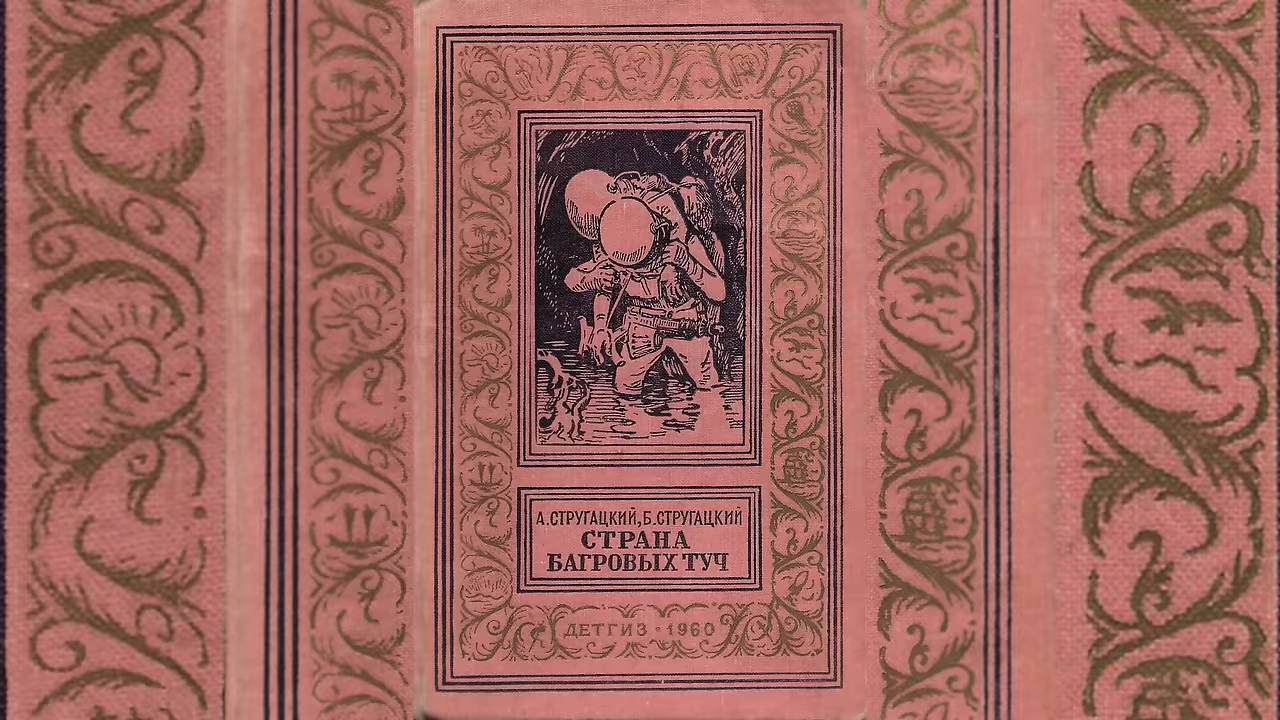 А.СТРУГАЦКИЙ, Б.СТРУГАЦКИЙ
СТРАНА
БАГРОВЫХ ТУЧ
ДЕТГИЗ · 1960